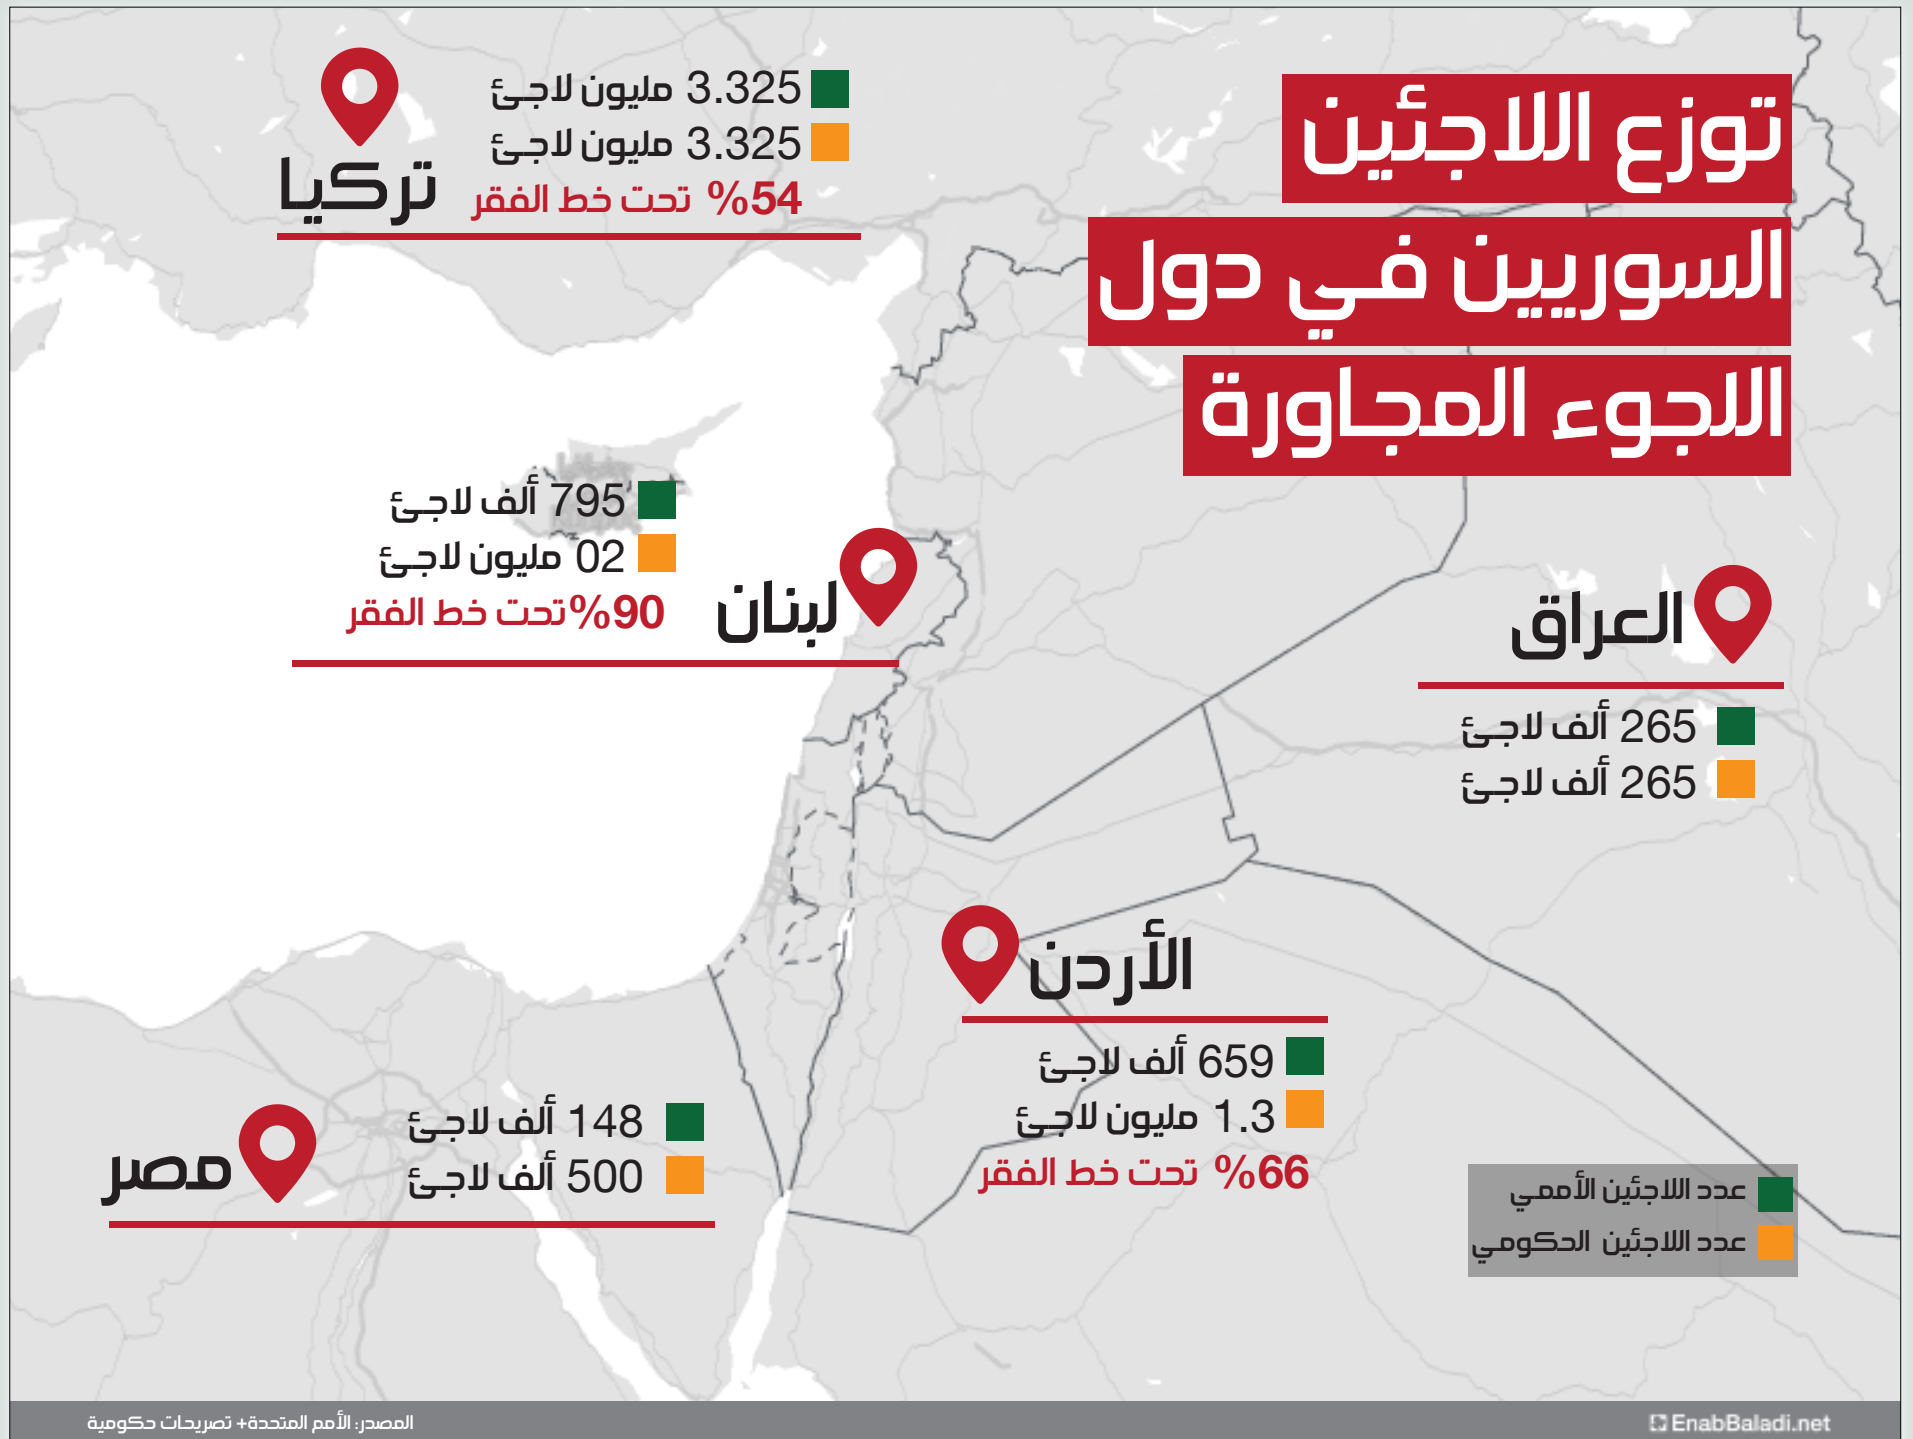 توزع اللاجئين
السوريين في دول
اللجوء المجاورة
تركيا
3.325 مليون لاجئ
3.325 مليون لاجئ
%54 تحت خط الفقر
لبنان
795 ألف لاجئ
02 مليون لاجئ
%90 تحت خط الفقر
العراق
265 ألف لاجئ
265 ألف لاجئ
الأردن
659 ألف لاجئ
1.3 مليون لاجئ
%66 تحت خط الفقر
مصر
148 ألف لاجئ
500 ألف لاجئ
عدد اللاجئين الأممي
عدد اللاجئين الحكومي
المصدر: الأمم المتحدة+ تصريحات حكومية
EnabBaladi.net